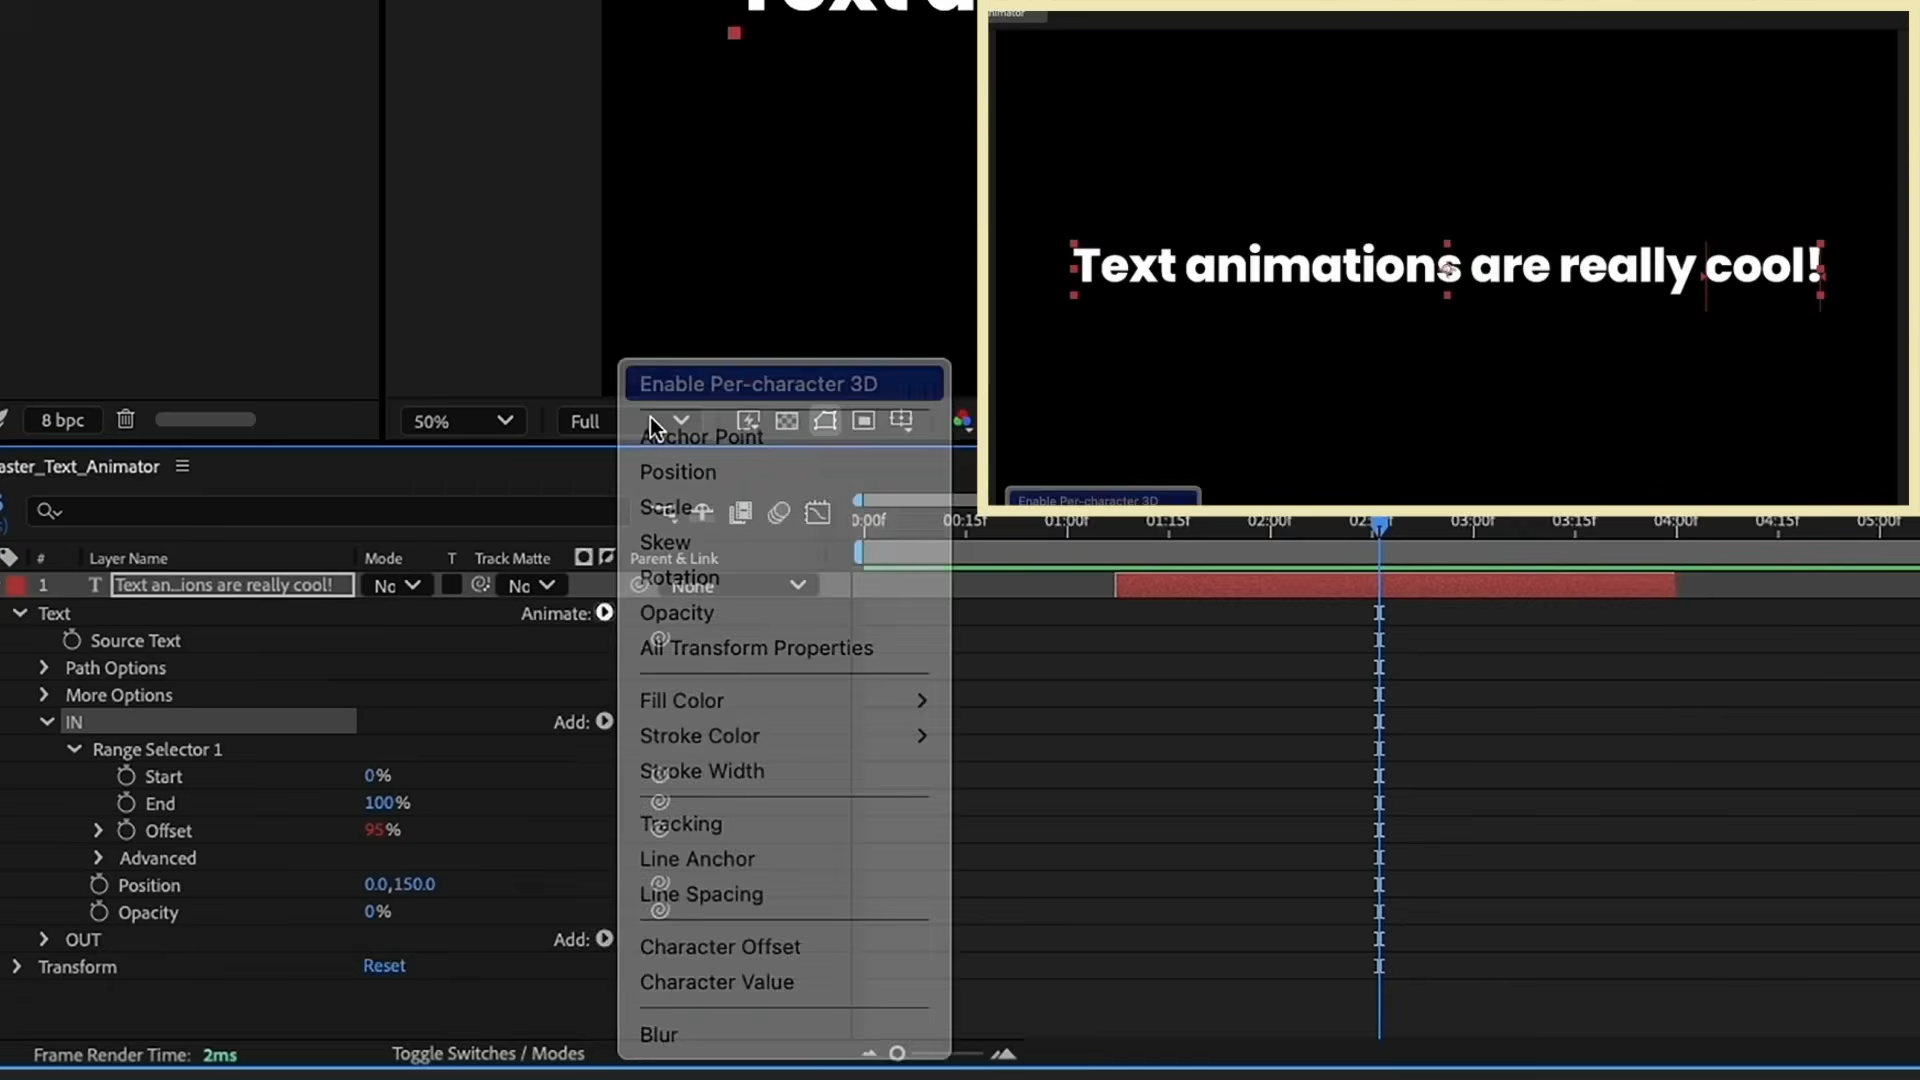 Text a
imator
Text animations are really cool!
Enable Per-character 3D
Enable Per-character 3D
8 bpc
50%
Full
Anchor Point
Position
Scale
Skew
Rotation
Opacity
All Transform Properties
Fill Color
Stroke Color
Stroke Width
Tracking
Line Anchor
Line Spacing
Character Offset
Character Value
Blur
aster_Text_Animator
0:00f 00:15f 01:00f 01:15f 02:00f 03:00f 03:15f 04:00f 04:15f 05:00f
# Layer Name Mode T Track Matte Parent & Link
1 T Text an...ions are really cool! No No None
Text Animate:
Source Text
Path Options
More Options
IN Add:
Range Selector 1
Start 0%
End 100%
Offset 95%
Advanced
Position 0.0,150.0
Opacity 0%
OUT Add:
Transform Reset
Frame Render Time: 2ms Toggle Switches / Modes